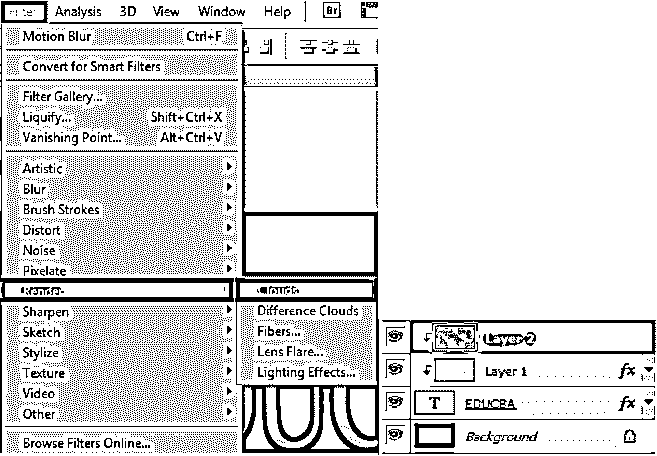 Filter Analysis 3D View Window Help Br
Motion Blur Ctrl+F
Convert for Smart Filters
Filter Gallery...
Liquify... Shift+Ctrl+X
Vanishing Point... Alt+Ctrl+V
Artistic
Blur
Brush Strokes
Distort
Noise
Pixelate
Render
Clouds
Sharpen
Difference Clouds
Sketch
Fibers...
Stylize
Lens Flare...
Texture
Lighting Effects...
Video
Other
Browse Filters Online...
Layer 2
Layer 1 fx
T EDUCBA fx
Background